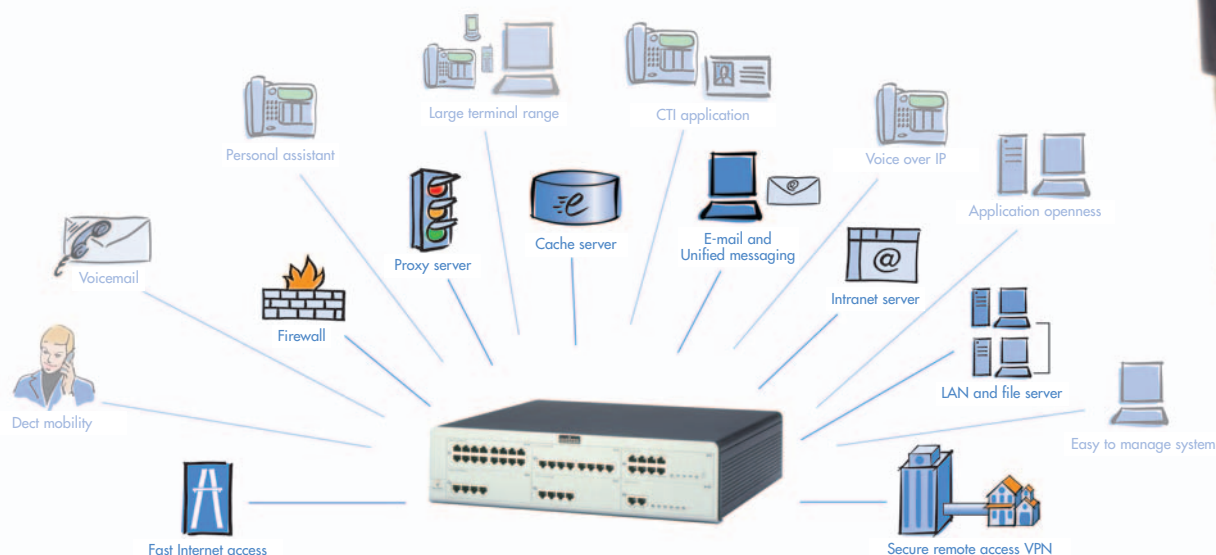 Large terminal range
CTI application
Personal assistant
Voice over IP
Application openness
Cache server
E-mail and
Unified messaging
Proxy server
Voicemail
@
@
e
Intranet server
Firewall
LAN and file server
Dect mobility
Easy to manage system
Fast Internet access
Secure remote access VPN